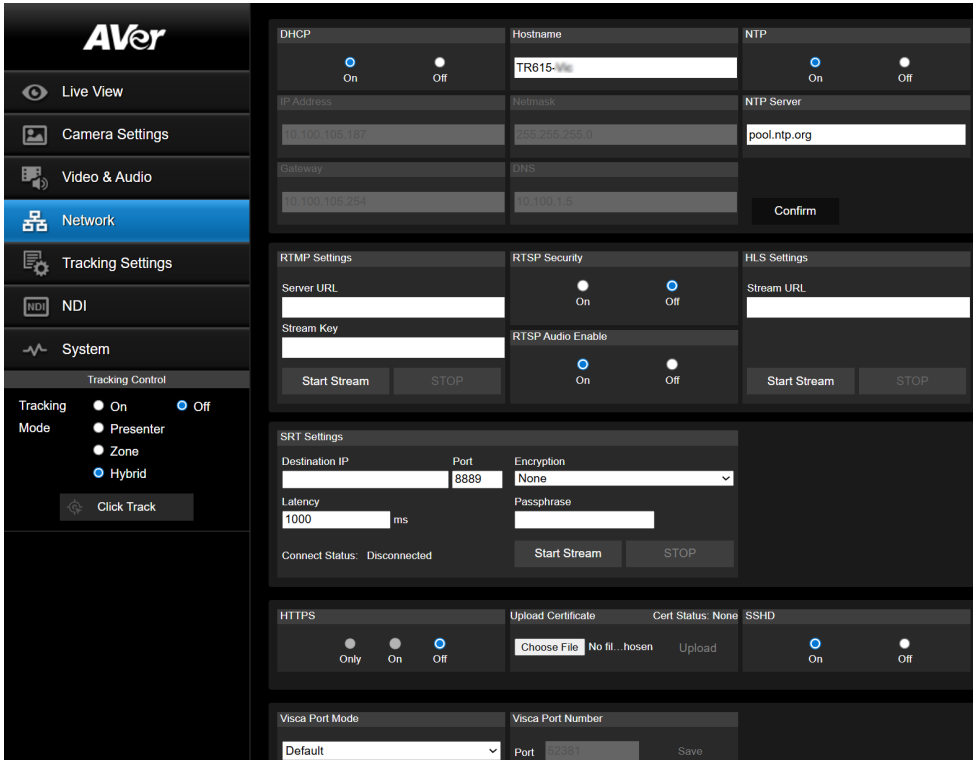 AVer
Live View
Camera Settings
Video & Audio
Network
Tracking Settings
NDI
NDI
System
Tracking Control
Tracking On Off
Mode Presenter
Zone
Hybrid
Click Track
DHCP Hostname NTP
TR615-
On Off On Off
IP Address Netmask NTP Server
10.100.105.187 255.255.255.0 pool.ntp.org
Gateway DNS
10.100.105.254 10.100.1.5 Confirm
RTMP Settings RTSP Security HLS Settings
Server URL Stream URL
On Off
Stream Key
RTSP Audio Enable
Start Stream STOP On Off Start Stream STOP
SRT Settings
Destination IP Port Encryption
8889 None
Latency Passphrase
1000 ms
Connect Status: Disconnected Start Stream STOP
HTTPS Upload Certificate Cert Status: None SSHD
Choose File No fil...hosen Upload
Only On Off On Off
Visca Port Mode Visca Port Number
Default Port 52381 Save